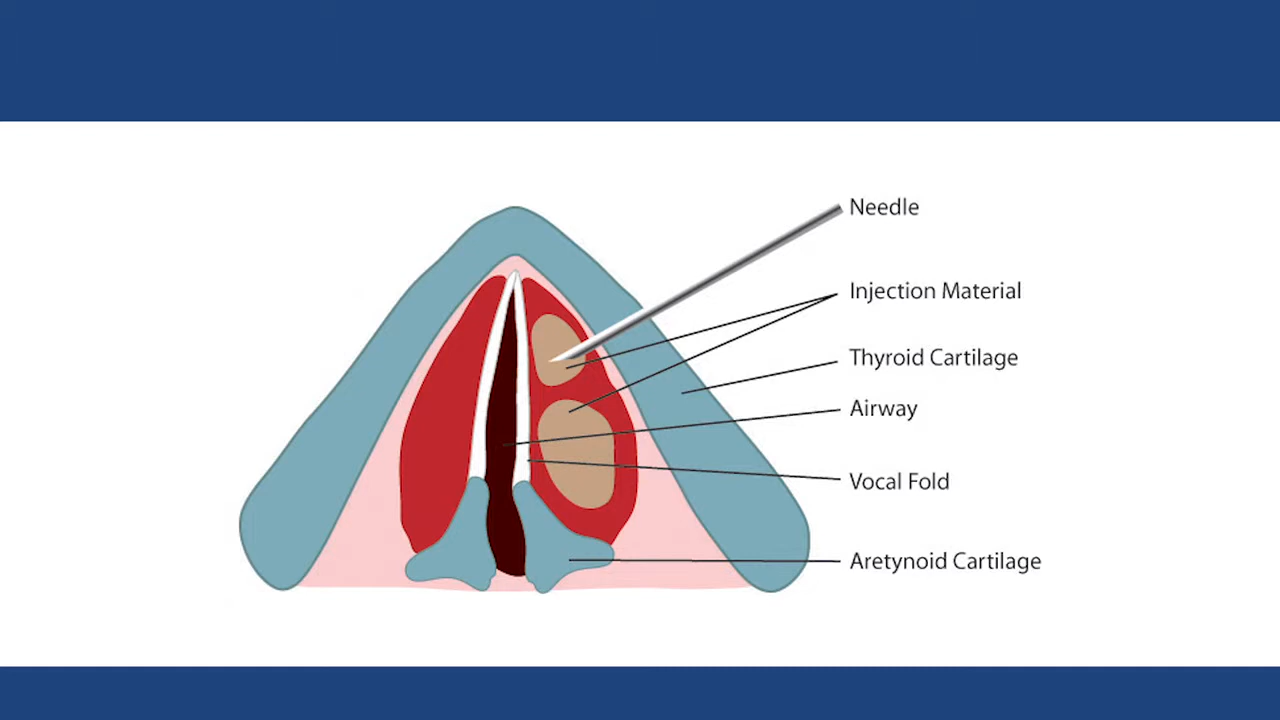 Needle
Injection Material
Thyroid Cartilage
Airway
Vocal Fold
Aretynoid Cartilage